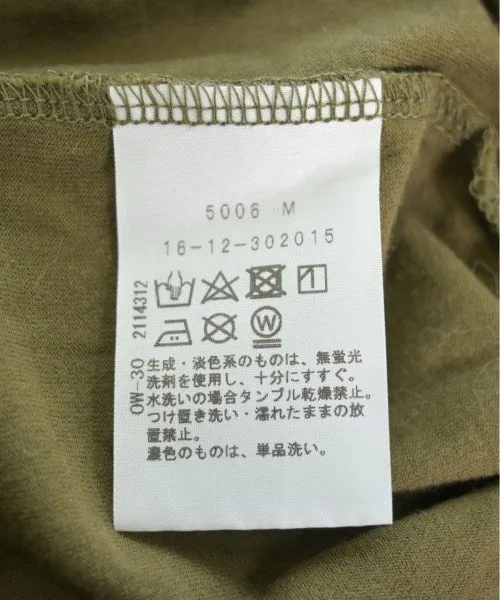 5006 M
16-12-302015
W
OW-30 2114312
生成・淡色系のものは、無蛍光
洗剤を使用し、十分にすすぐ。
水洗いの場合タンブル乾燥禁止。
つけ置き洗い・濡れたままの放
置禁止。
濃色のものは、単品洗い。